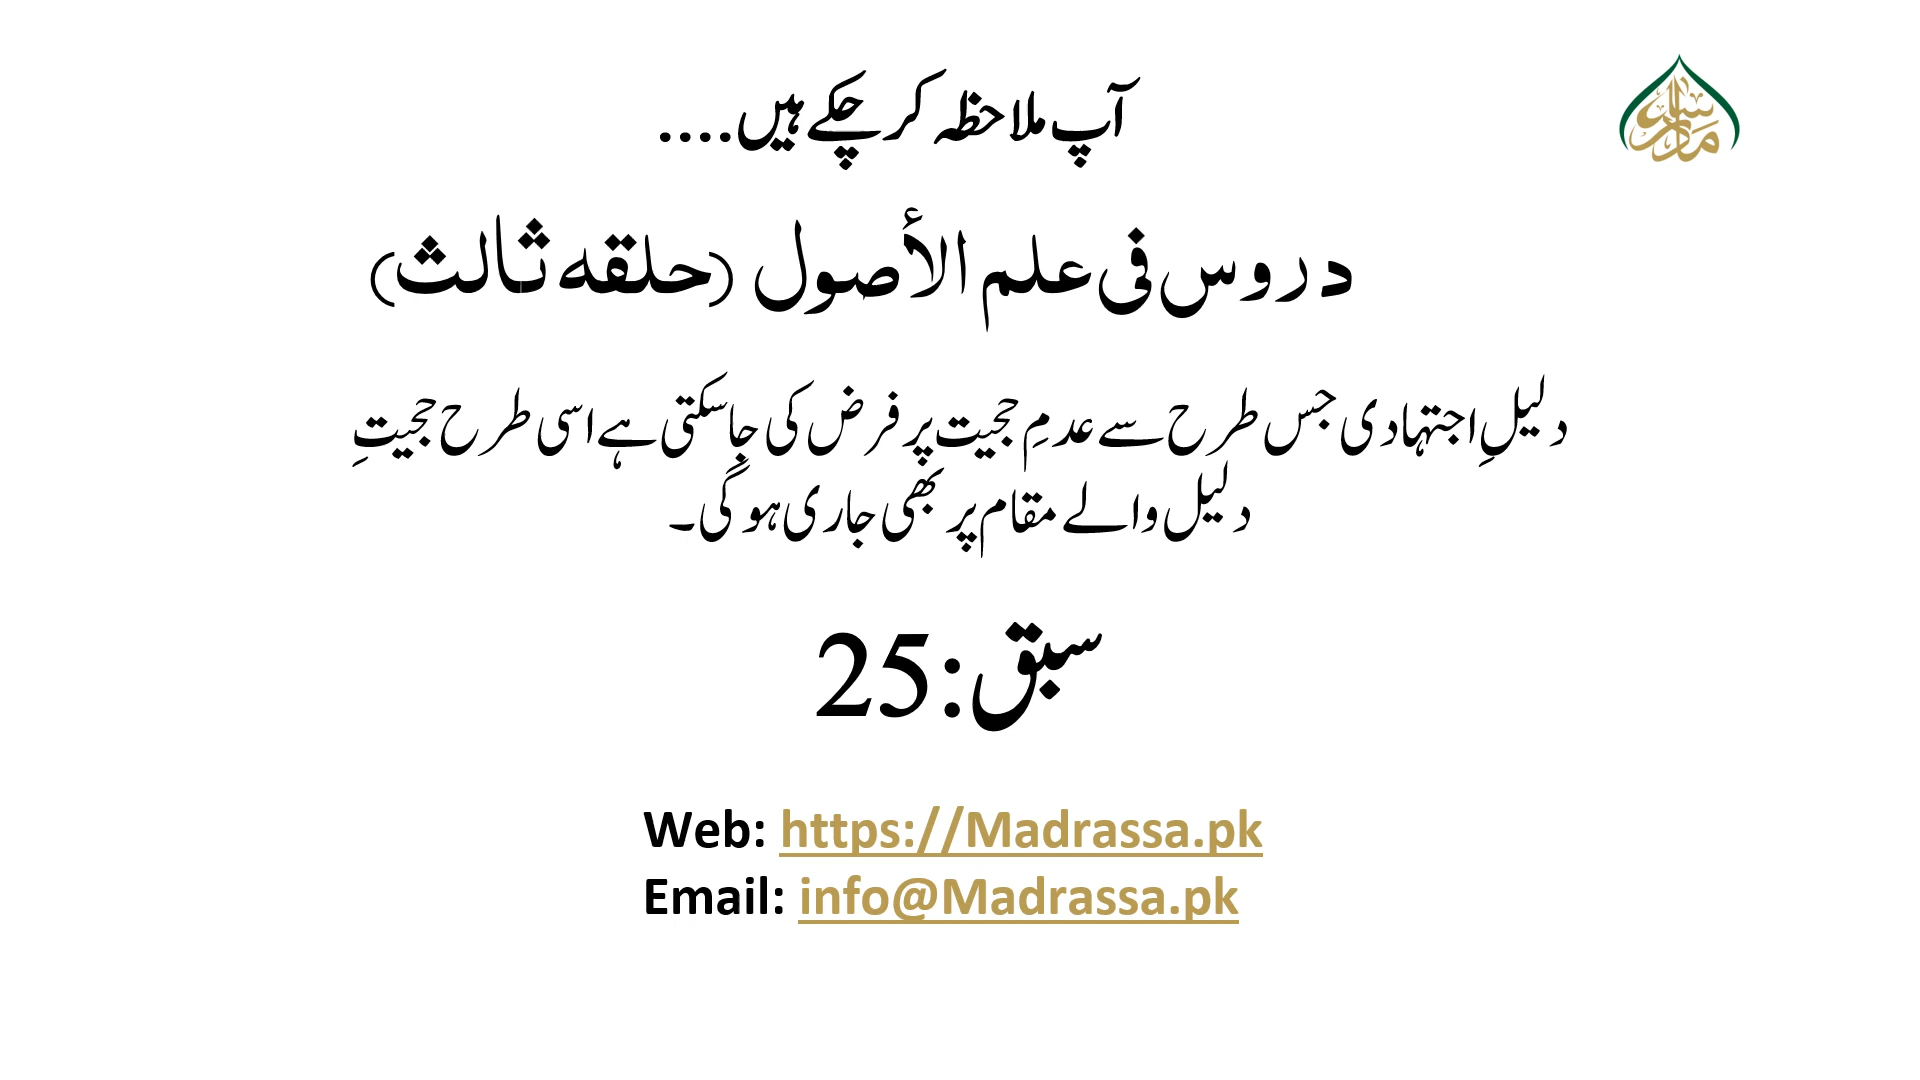 آپ ملاحظہ کر چکے ہیں....
دروس فی علم الأصول (حلقہ ثالث)
دلیلِ اجتہادی جس طرح سے عدمِ حجیت پر فرض کی جاسکتی ہے اسی طرح حجیتِ
دلیل والے مقام پر بھی جاری ہوگی۔
سبق:25
Web: https://Madrassa.pk
Email: info@Madrassa.pk